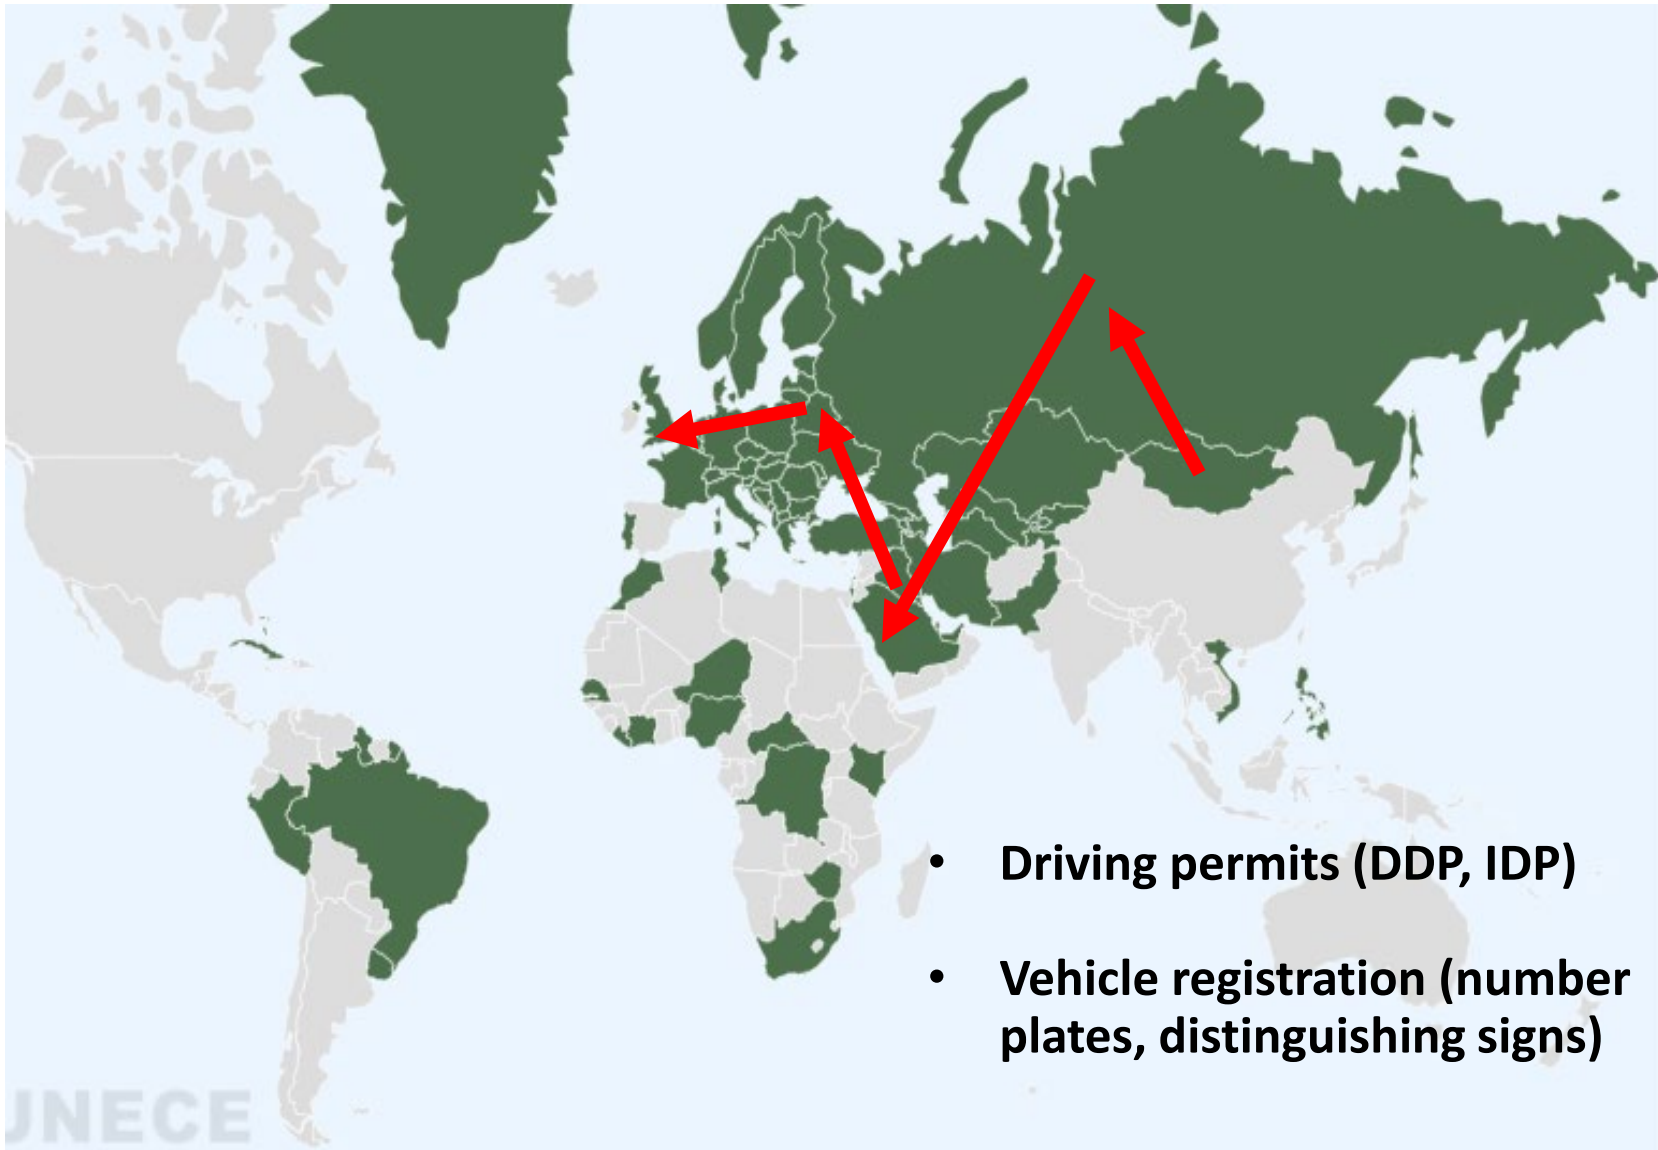 • Driving permits (DDP, IDP)
• Vehicle registration (number
plates, distinguishing signs)
UNECE